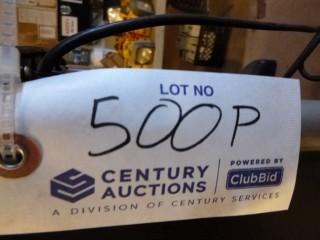 LOT NO
500P
CENTURY AUCTIONS
POWERED BY
ClubBid
A DIVISION OF CENTURY SERVICES